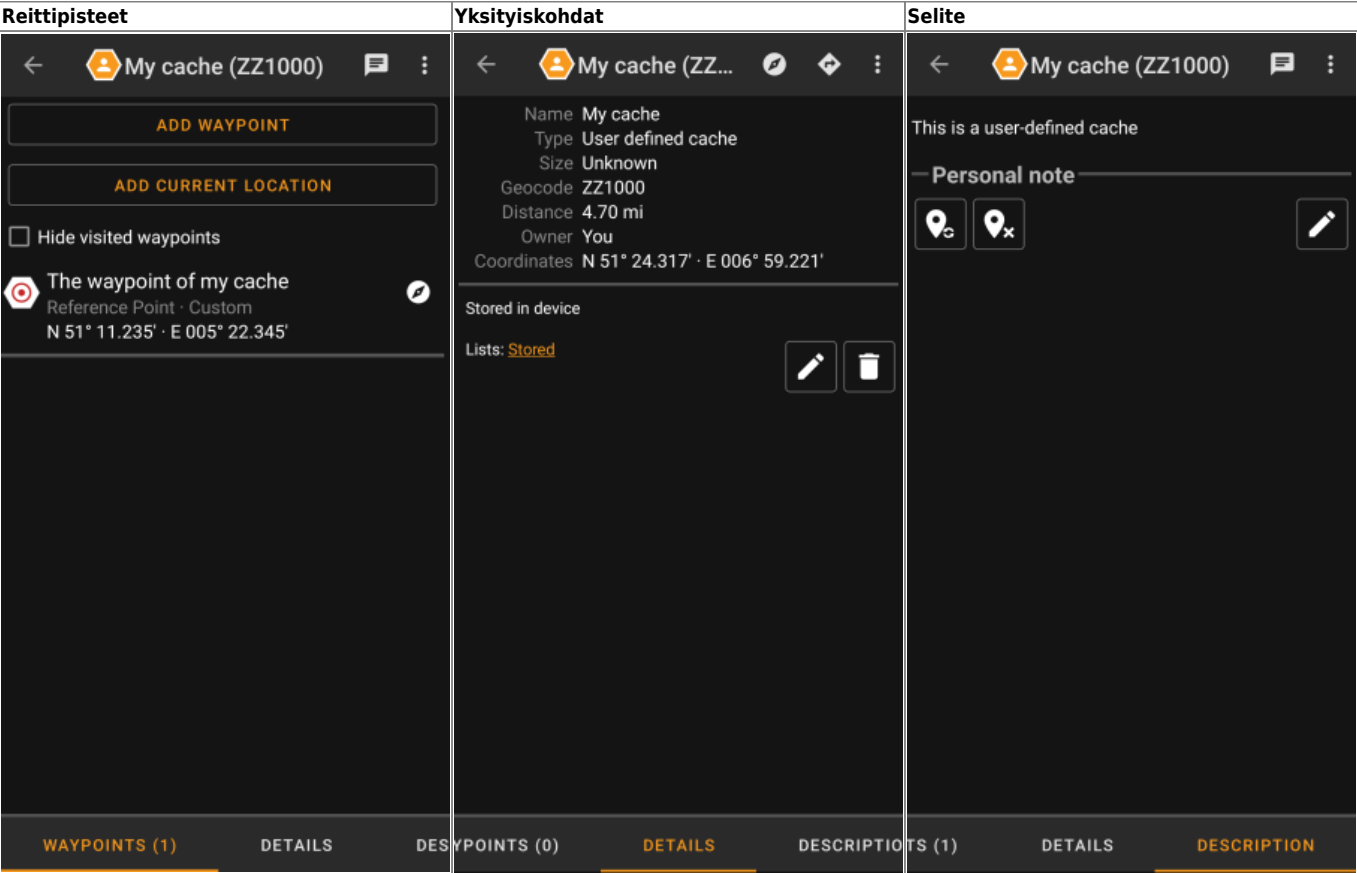 Reittipisteet
My cache (ZZ1000)
ADD WAYPOINT
ADD CURRENT LOCATION
Hide visited waypoints
The waypoint of my cache
Reference Point · Custom
N 51° 11.235' · E 005° 22.345'
WAYPOINTS (1) DETAILS DES
Yksityiskohdat
My cache (ZZ...
Name My cache
Type User defined cache
Size Unknown
Geocode ZZ1000
Distance 4.70 mi
Owner You
Coordinates N 51° 24.317' · E 006° 59.221'
Stored in device
Lists: Stored
YPOINTS (0) DETAILS DESCRIPTIO
Selite
My cache (ZZ1000)
This is a user-defined cache
Personal note
TS (1) DETAILS DESCRIPTION